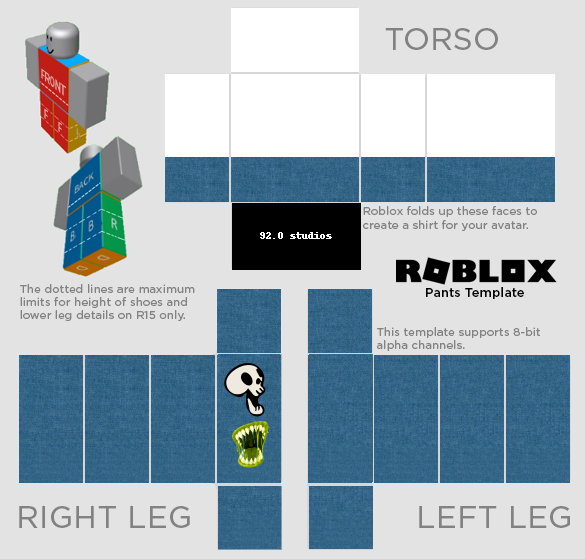 TORSO
FRONT
F F L
BACK
B B R
92.0 studios
Roblox folds up these faces to
create a shirt for your avatar.
ROBLOX
Pants Template
The dotted lines are maximum
limits for height of shoes and
lower leg details on R15 only.
This template supports 8-bit
alpha channels.
RIGHT LEG
LEFT LEG